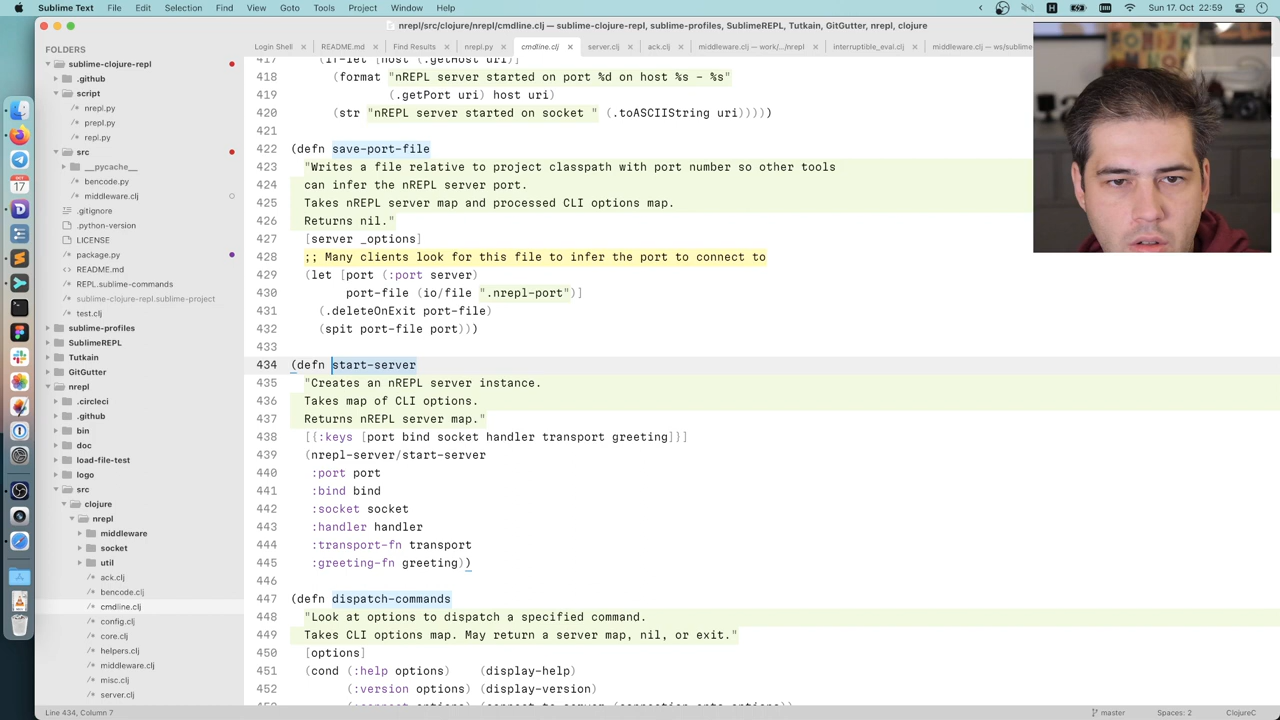 Sublime Text File Edit Selection Find View Goto Tools Project Window Help
Sun 17. Oct 22:59
nrepl/src/clojure/nrepl/cmdline.clj — sublime-clojure-repl, sublime-profiles, SublimeREPL, Tutkain, GitGutter, nrepl, clojure
Login Shell README.md Find Results nrepl.py cmdline.clj server.clj ack.clj middleware.clj — work/.../nrepl interruptible_eval.clj middleware.clj — ws/sublime
FOLDERS
sublime-clojure-repl
.github
script
nrepl.py
prepl.py
repl.py
src
__pycache__
bencode.py
middleware.clj
.gitignore
.python-version
LICENSE
package.py
README.md
REPL.sublime-commands
sublime-clojure-repl.sublime-project
test.clj
sublime-profiles
SublimeREPL
Tutkain
GitGutter
nrepl
.circleci
.github
bin
doc
load-file-test
logo
src
clojure
nrepl
middleware
socket
util
ack.clj
bencode.clj
cmdline.clj
config.clj
core.clj
helpers.clj
middleware.clj
misc.clj
server.clj
417 (if-let [host (.getHost uri)]
418 (format "nREPL server started on port %d on host %s - %s"
419 (.getPort uri) host uri)
420 (str "nREPL server started on socket " (.toASCIIString uri)))))
421
422 (defn save-port-file
423 "Writes a file relative to project classpath with port number so other tools
424 can infer the nREPL server port.
425 Takes nREPL server map and processed CLI options map.
426 Returns nil."
427 [server _options]
428 ;; Many clients look for this file to infer the port to connect to
429 (let [port (:port server)
430 port-file (io/file ".nrepl-port")]
431 (.deleteOnExit port-file)
432 (spit port-file port)))
433
434 (defn start-server
435 "Creates an nREPL server instance.
436 Takes map of CLI options.
437 Returns nREPL server map."
438 [{:keys [port bind socket handler transport greeting]}]
439 (nrepl-server/start-server
440 :port port
441 :bind bind
442 :socket socket
443 :handler handler
444 :transport-fn transport
445 :greeting-fn greeting))
446
447 (defn dispatch-commands
448 "Look at options to dispatch a specified command.
449 Takes CLI options map. May return a server map, nil, or exit."
450 [options]
451 (cond (:help options) (display-help)
452 (:version options) (display-version)
Line 434, Column 7
master Spaces: 2 ClojureC